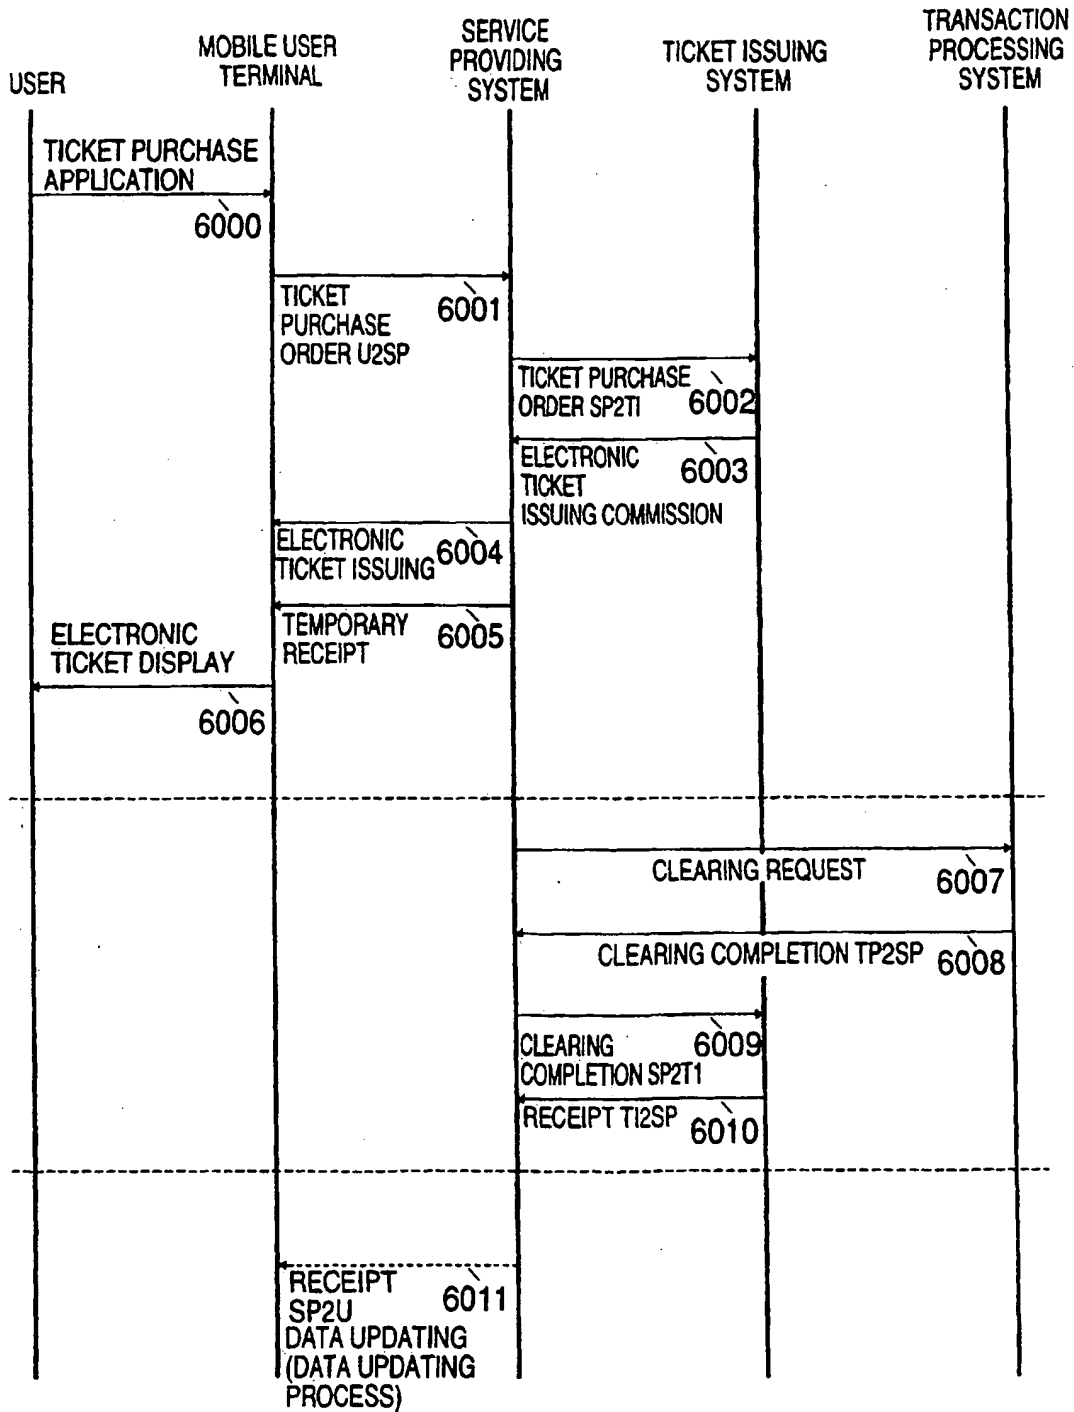 USER
MOBILE USER
TERMINAL
SERVICE
PROVIDING
SYSTEM
TICKET ISSUING
SYSTEM
TRANSACTION
PROCESSING
SYSTEM
TICKET PURCHASE
APPLICATION
6000
TICKET
PURCHASE
ORDER U2SP
6001
TICKET PURCHASE
ORDER SP2TI
6002
ELECTRONIC
TICKET
ISSUING COMMISSION
6003
ELECTRONIC
TICKET ISSUING
6004
TEMPORARY
RECEIPT
6005
ELECTRONIC
TICKET DISPLAY
6006
CLEARING REQUEST
6007
CLEARING COMPLETION TP2SP
6008
CLEARING
COMPLETION SP2T1
6009
RECEIPT TI2SP
6010
RECEIPT
SP2U
DATA UPDATING
(DATA UPDATING
PROCESS)
6011